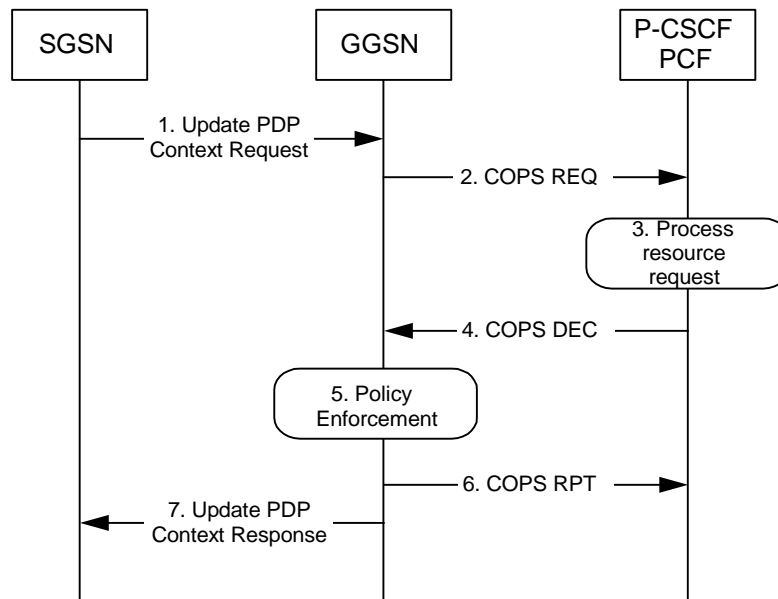 SGSN
GGSN
P-CSCF
PCF
1. Update PDP
Context Request
2. COPS REQ
3. Process
resource
request
4. COPS DEC
5. Policy
Enforcement
6. COPS RPT
7. Update PDP
Context Response